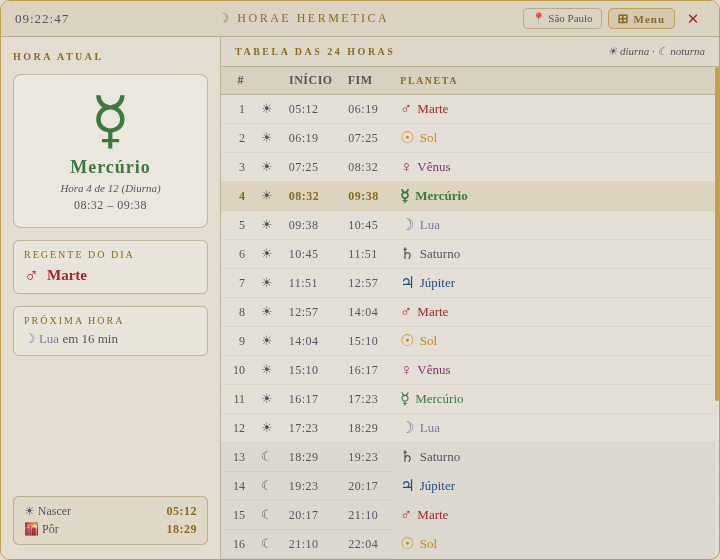 09:22:47
☽ HORAE HERMETICA
📍 São Paulo
⊞ Menu
✕
HORA ATUAL
☿
Mercúrio
Hora 4 de 12 (Diurna)
08:32 – 09:38
REGENTE DO DIA
♂ Marte
PRÓXIMA HORA
☽ Lua em 16 min
☀ Nascer 05:12
🌇 Pôr 18:29
TABELA DAS 24 HORAS
☀ diurna · ☾ noturna
# INÍCIO FIM PLANETA
1 ☀ 05:12 06:19 ♂ Marte
2 ☀ 06:19 07:25 ☉ Sol
3 ☀ 07:25 08:32 ♀ Vênus
4 ☀ 08:32 09:38 ☿ Mercúrio
5 ☀ 09:38 10:45 ☽ Lua
6 ☀ 10:45 11:51 ♄ Saturno
7 ☀ 11:51 12:57 ♃ Júpiter
8 ☀ 12:57 14:04 ♂ Marte
9 ☀ 14:04 15:10 ☉ Sol
10 ☀ 15:10 16:17 ♀ Vênus
11 ☀ 16:17 17:23 ☿ Mercúrio
12 ☀ 17:23 18:29 ☽ Lua
13 ☾ 18:29 19:23 ♄ Saturno
14 ☾ 19:23 20:17 ♃ Júpiter
15 ☾ 20:17 21:10 ♂ Marte
16 ☾ 21:10 22:04 ☉ Sol